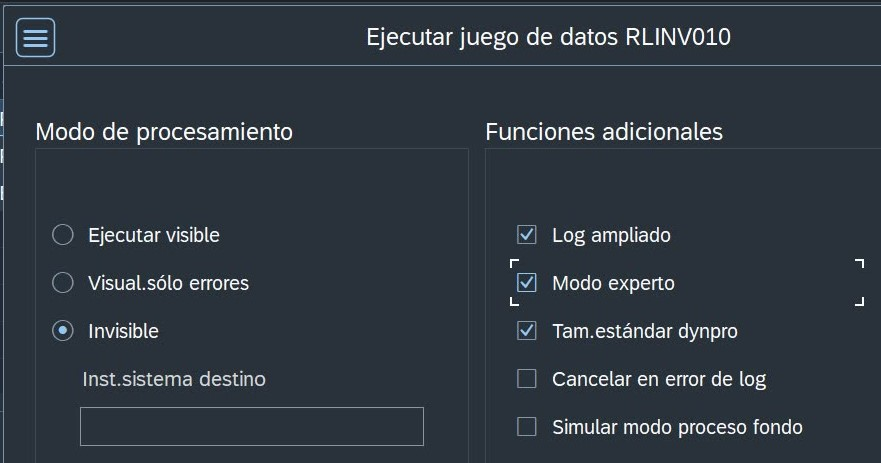 Ejecutar juego de datos RLINV010
Modo de procesamiento
Funciones adicionales
Ejecutar visible
Visual.sólo errores
Invisible
Inst.sistema destino
Log ampliado
Modo experto
Tam.estándar dynpro
Cancelar en error de log
Simular modo proceso fondo